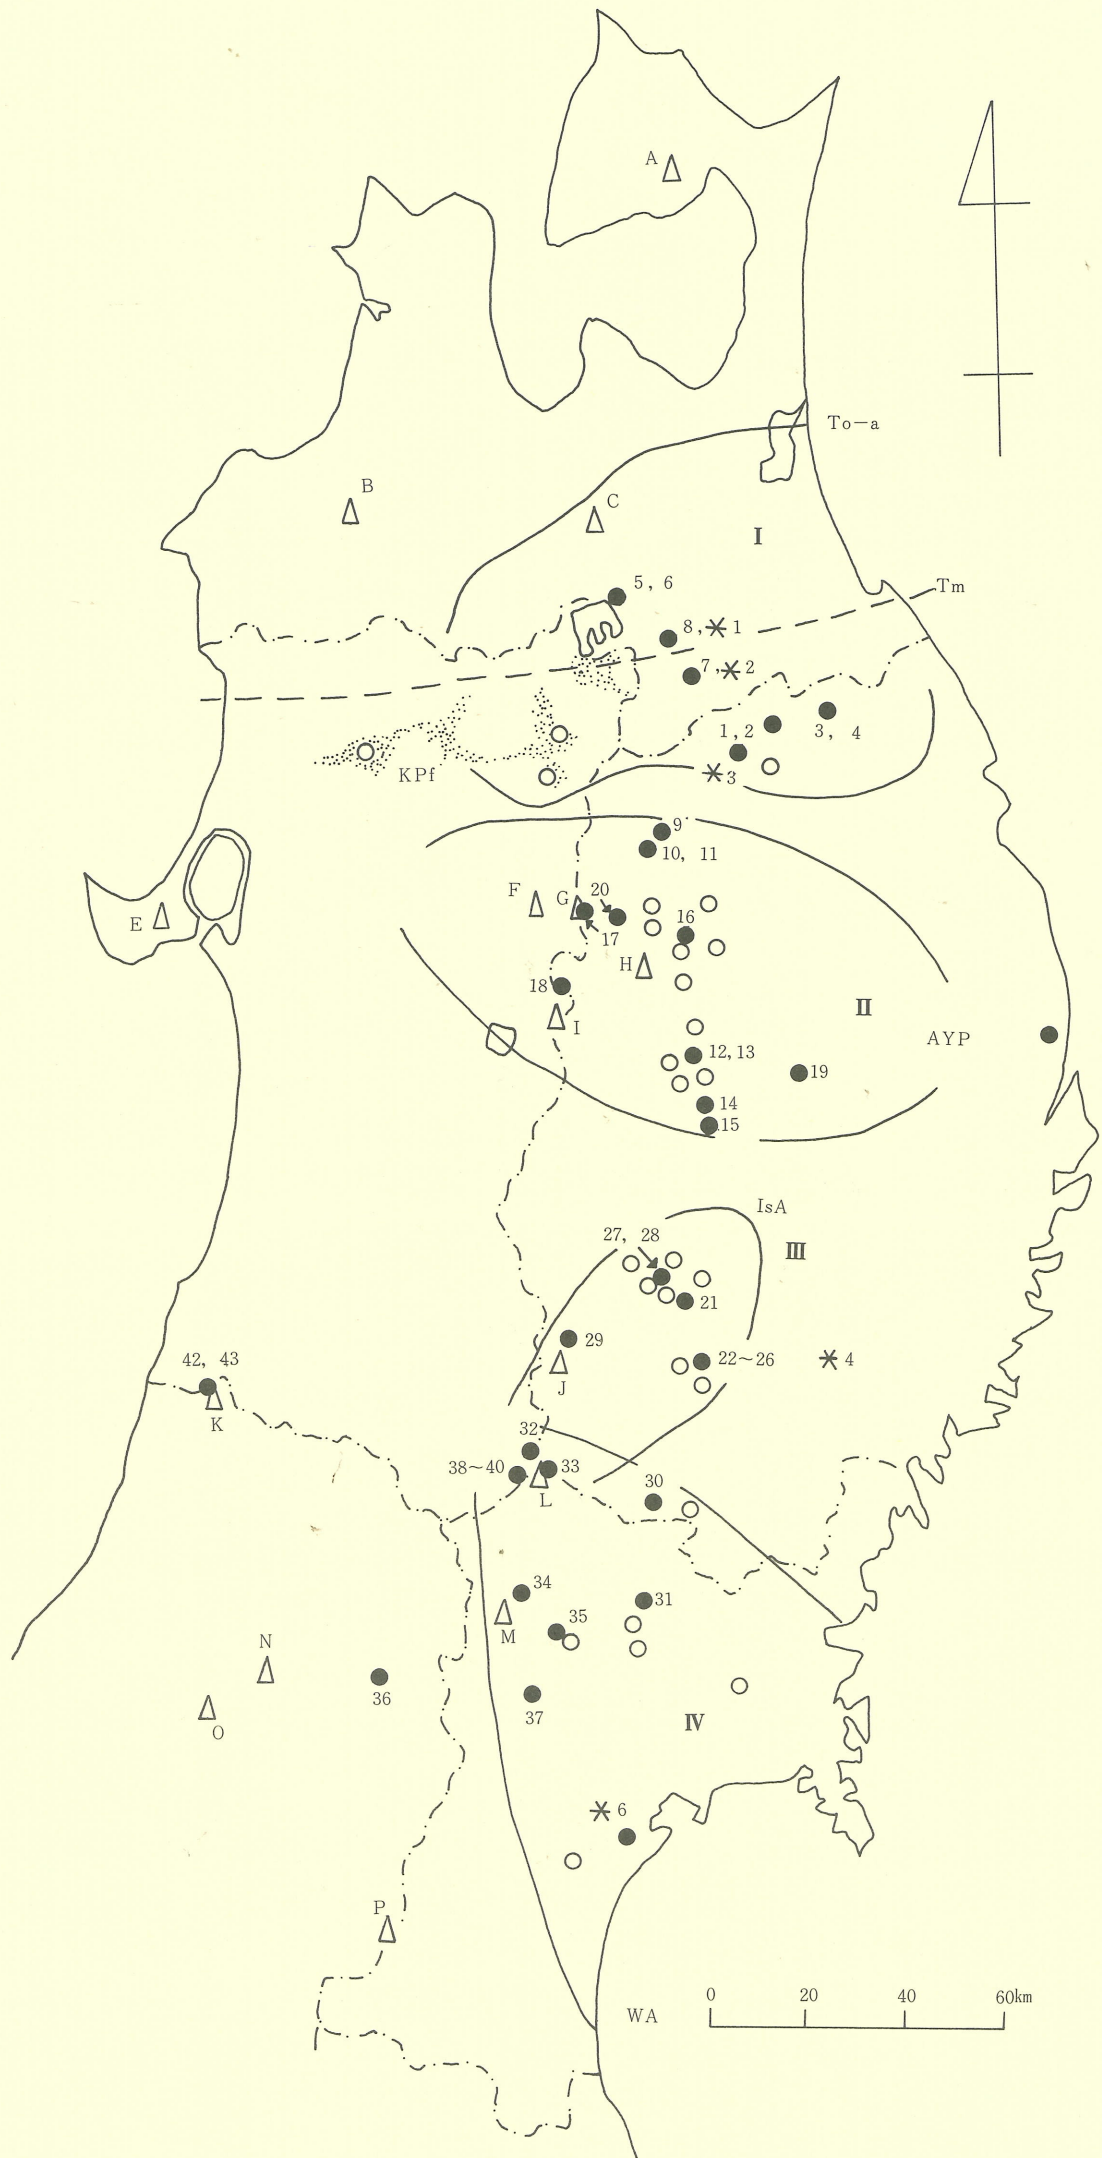 A
To—a
B
C
I
5, 6
Tm
8, 1
7, 2
1, 2
3, 4
3
KPf
9
10, 11
F
G
20
16
E
17
H
18
II
I
AYP
12, 13
19
14
15
IsA
27, 28
III
21
29
22~26
4
42, 43
J
K
32
38~40
33
L
30
34
31
M
35
N
36
37
O
IV
6
P
WA
0 20 40 60km